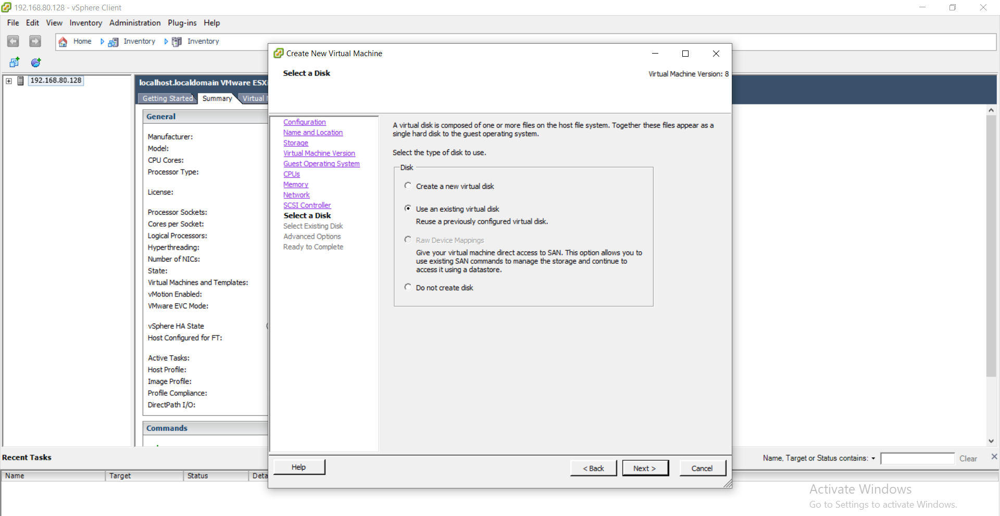 192.168.80.128 - vSphere Client
File Edit View Inventory Administration Plug-ins Help
Home Inventory Inventory
192.168.80.128
localhost.localdomain VMware
Getting Started Summary Virtual
General
Manufacturer:
Model:
CPU Cores:
Processor Type:
License:
Processor Sockets:
Cores per Socket:
Logical Processors:
Hyperthreading:
Number of NICs:
State:
Virtual Machines and Templates:
vMotion Enabled:
VMware EVC Mode:
vSphere HA State
Host Configured for FT:
Active Tasks:
Host Profile:
Image Profile:
Profile Compliance:
DirectPath I/O:
Commands
Create New Virtual Machine
Select a Disk
Virtual Machine Version: 8
Configuration
Name and Location
Storage
Virtual Machine Version
Guest Operating System
CPUs
Memory
Network
SCSI Controller
Select a Disk
Select Existing Disk
Advanced Options
Ready to Complete
A virtual disk is composed of one or more files on the host file system. Together these files appear as a
single hard disk to the guest operating system.
Select the type of disk to use.
Disk
Create a new virtual disk
Use an existing virtual disk
Reuse a previously configured virtual disk.
Raw Device Mappings
Give your virtual machine direct access to SAN. This option allows you to
use existing SAN commands to manage the storage and continue to
access it using a datastore.
Do not create disk
Help
< Back Next > Cancel
Recent Tasks
Name, Target or Status contains: Clear
Name Target Status
Activate Windows
Go to Settings to activate Windows.